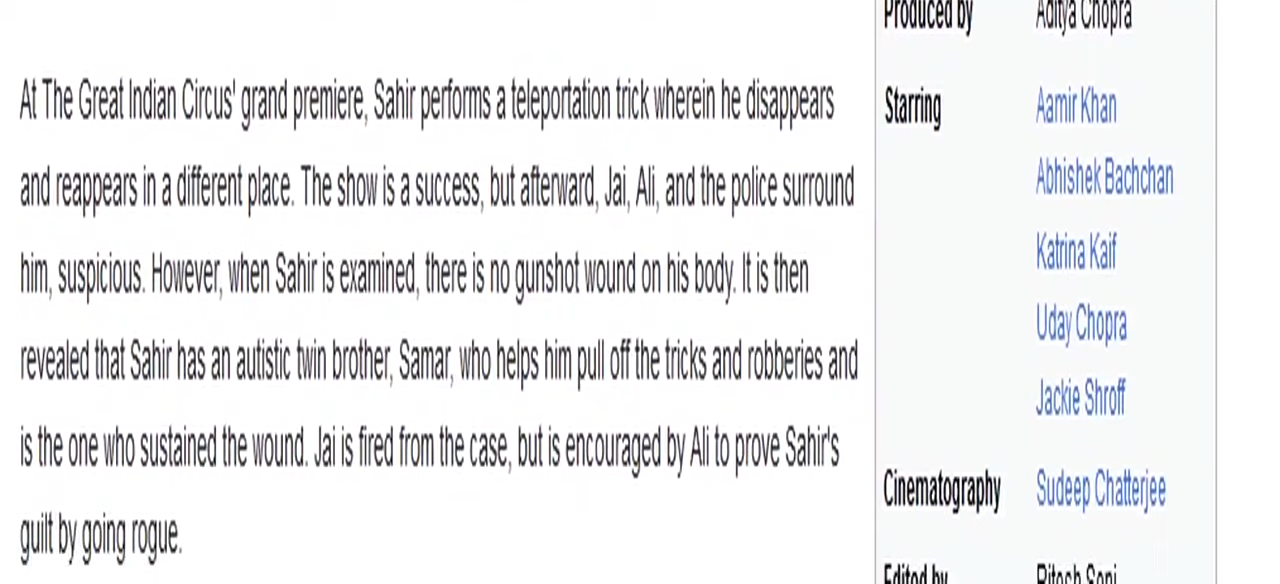 At The Great Indian Circus' grand premiere, Sahir performs a teleportation trick wherein he disappears
and reappears in a different place. The show is a success, but afterward, Jai, Ali, and the police surround
him, suspicious. However, when Sahir is examined, there is no gunshot wound on his body. It is then
revealed that Sahir has an autistic twin brother, Samar, who helps him pull off the tricks and robberies and
is the one who sustained the wound. Jai is fired from the case, but is encouraged by Ali to prove Sahir's
guilt by going rogue.
Produced by Aditya Chopra
Starring Aamir Khan
Abhishek Bachchan
Katrina Kaif
Uday Chopra
Jackie Shroff
Cinematography Sudeep Chatterjee
Edited by Ritesh Soni